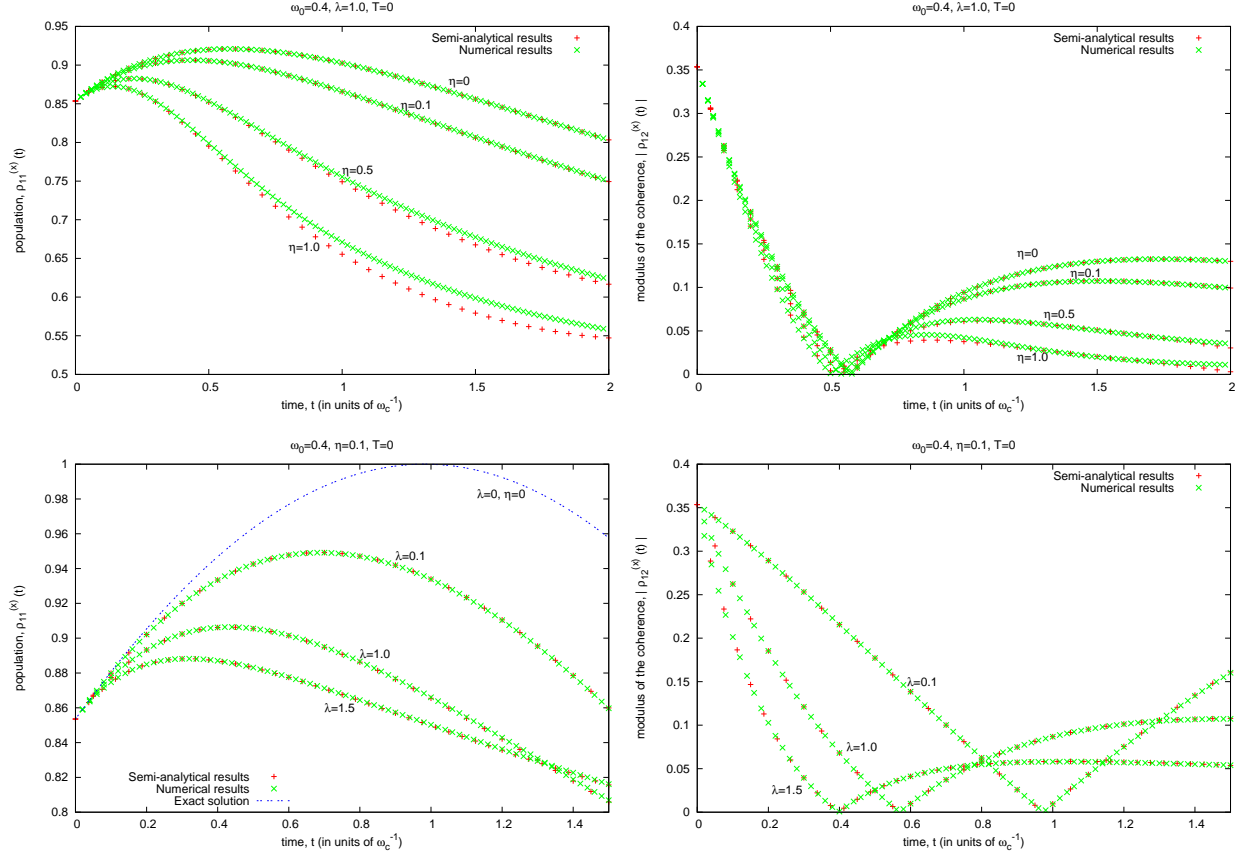 ω₀=0.4, λ=1.0, T=0
Semi-analytical results
Numerical results
0.95
0.9
0.85
0.8
0.75
0.7
0.65
0.6
0.55
0.5
population, ρ₁₁⁽ˣ⁾(t)
η=0
η=0.1
η=0.5
η=1.0
0 0.5 1 1.5 2
time, t (in units of ω_c⁻¹)
ω₀=0.4, λ=1.0, T=0
Semi-analytical results
Numerical results
0.4
0.35
0.3
0.25
0.2
0.15
0.1
0.05
0
modulus of the coherence, | ρ₁₂⁽ˣ⁾(t) |
η=0
η=0.1
η=0.5
η=1.0
0 0.5 1 1.5 2
time, t (in units of ω_c⁻¹)
ω₀=0.4, η=0.1, T=0
1
0.98
0.96
0.94
0.92
0.9
0.88
0.86
0.84
0.82
0.8
population, ρ₁₁⁽ˣ⁾(t)
λ=0, η=0
λ=0.1
λ=1.0
λ=1.5
Semi-analytical results
Numerical results
Exact solution
0 0.2 0.4 0.6 0.8 1 1.2 1.4
time, t (in units of ω_c⁻¹)
ω₀=0.4, η=0.1, T=0
Semi-analytical results
Numerical results
0.4
0.35
0.3
0.25
0.2
0.15
0.1
0.05
0
modulus of the coherence, | ρ₁₂⁽ˣ⁾(t) |
λ=0.1
λ=1.0
λ=1.5
0 0.2 0.4 0.6 0.8 1 1.2 1.4
time, t (in units of ω_c⁻¹)